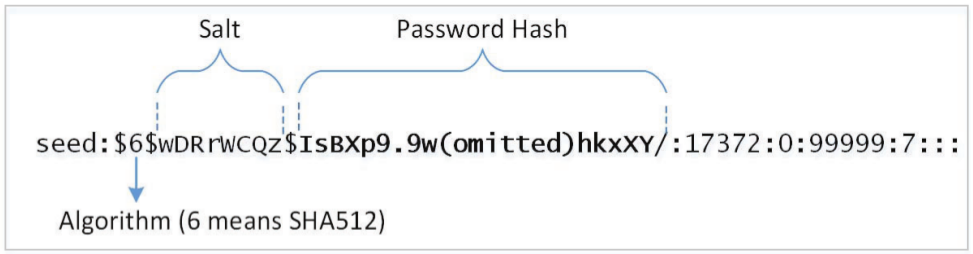 Salt Password Hash
seed:$6$wDRrWCQz$IsBXp9.9w(omitted)hkxXY/:17372:0:99999:7:::
Algorithm (6 means SHA512)